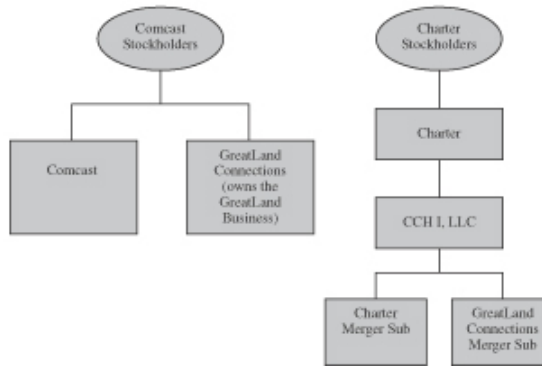 Comcast
Stockholders
Charter
Stockholders
Comcast
GreatLand
Connections
(owns the
GreatLand
Business)
Charter
CCH I, LLC
Charter
Merger Sub
GreatLand
Connections
Merger Sub